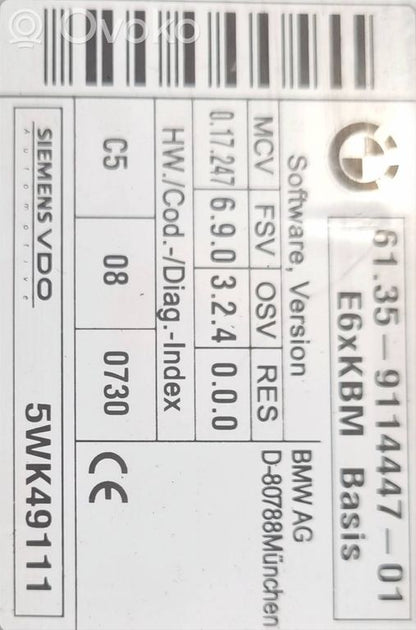 Ovoko
61.35-9114447-01
E6xKBM Basis
Software, Version
MCV FSV OSV RES
0.17.247 6.9.0 3.2.4 0.0.0
HW./Cod.-/Diag.-Index
C5 08 0730
BMW AG
D-80788München
CE
SIEMENS VDO
Automotive
5WK49111